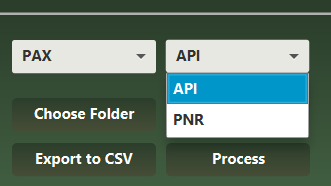 PAX
API
API
Choose Folder
PNR
Export to CSV
Process